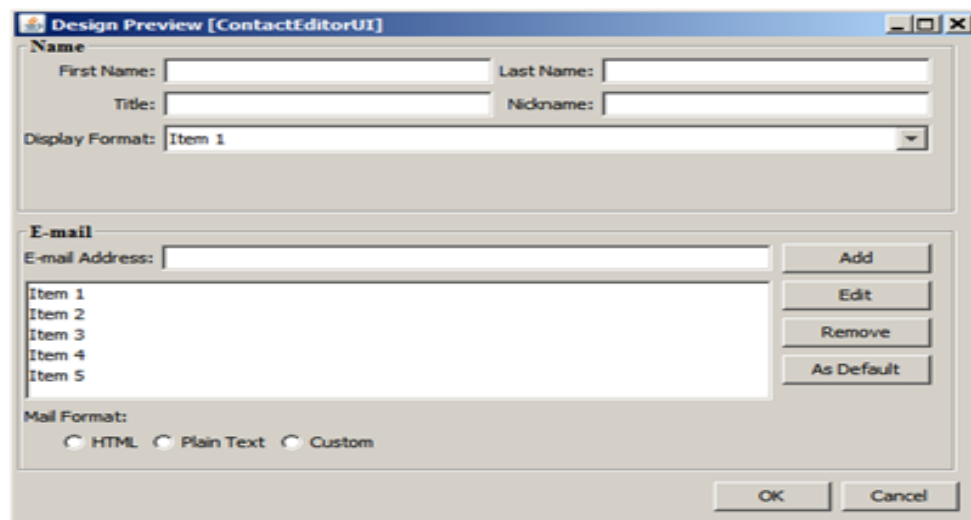 Design Preview [ContactEditorUI]
Name
First Name: Last Name:
Title: Nickname:
Display Format: Item 1
E-mail
E-mail Address: Add
Item 1 Edit
Item 2
Item 3 Remove
Item 4
Item 5 As Default
Mail Format:
HTML Plain Text Custom
OK Cancel